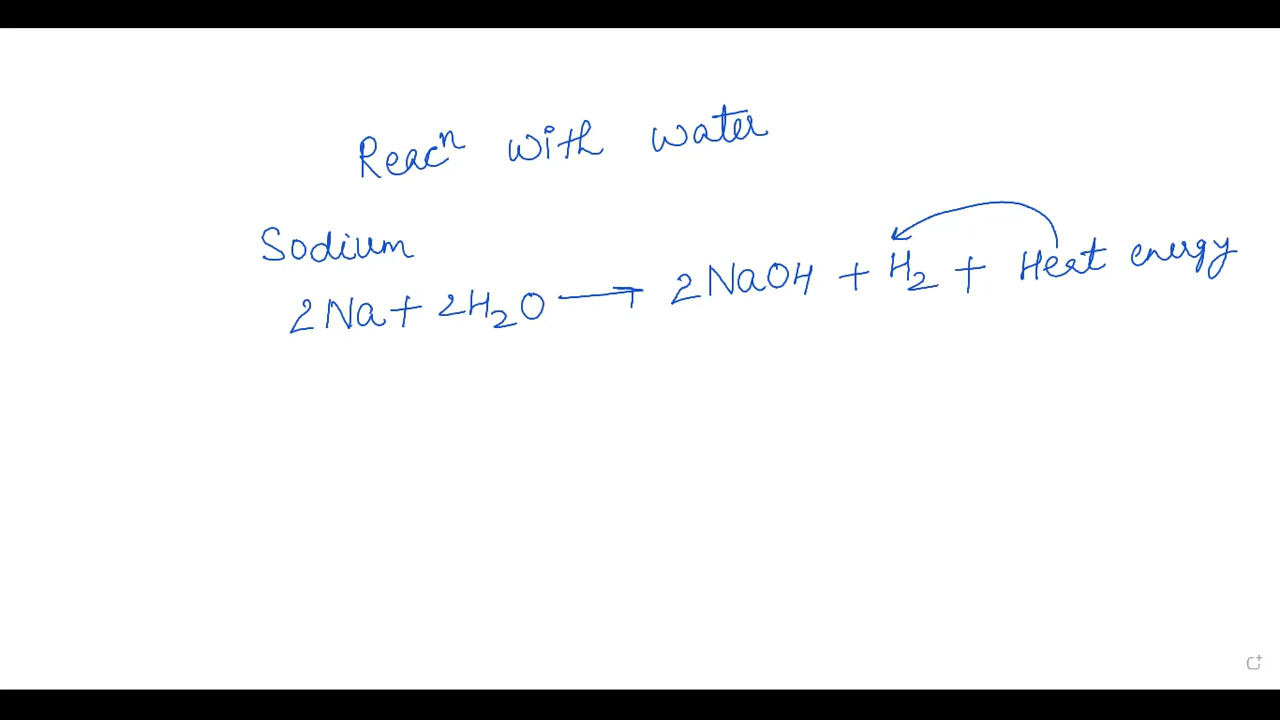 Reacⁿ with water
Sodium
2Na + 2H₂O → 2NaOH + H₂ + Heat energy